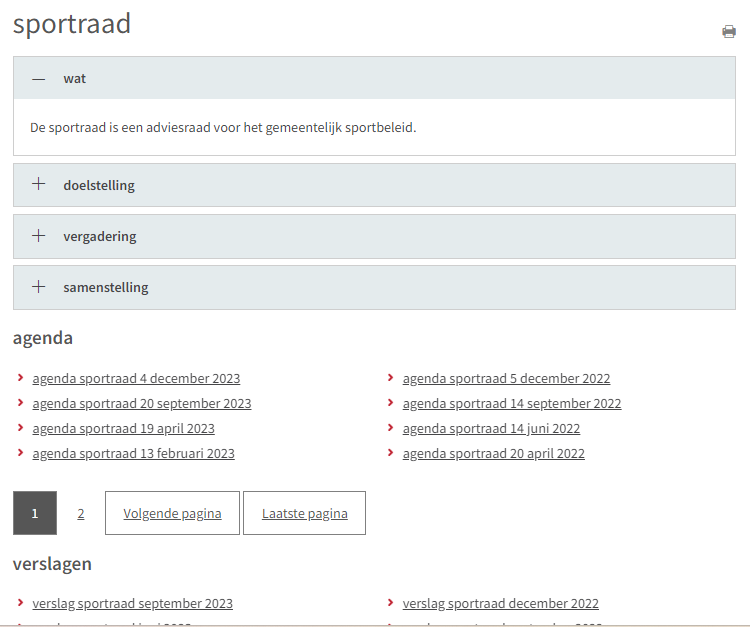 sportraad
wat
De sportraad is een adviesraad voor het gemeentelijk sportbeleid.
doelstelling
vergadering
samenstelling
agenda
agenda sportraad 4 december 2023
agenda sportraad 20 september 2023
agenda sportraad 19 april 2023
agenda sportraad 13 februari 2023
agenda sportraad 5 december 2022
agenda sportraad 14 september 2022
agenda sportraad 14 juni 2022
agenda sportraad 20 april 2022
1 2 Volgende pagina Laatste pagina
verslagen
verslag sportraad september 2023
verslag sportraad december 2022